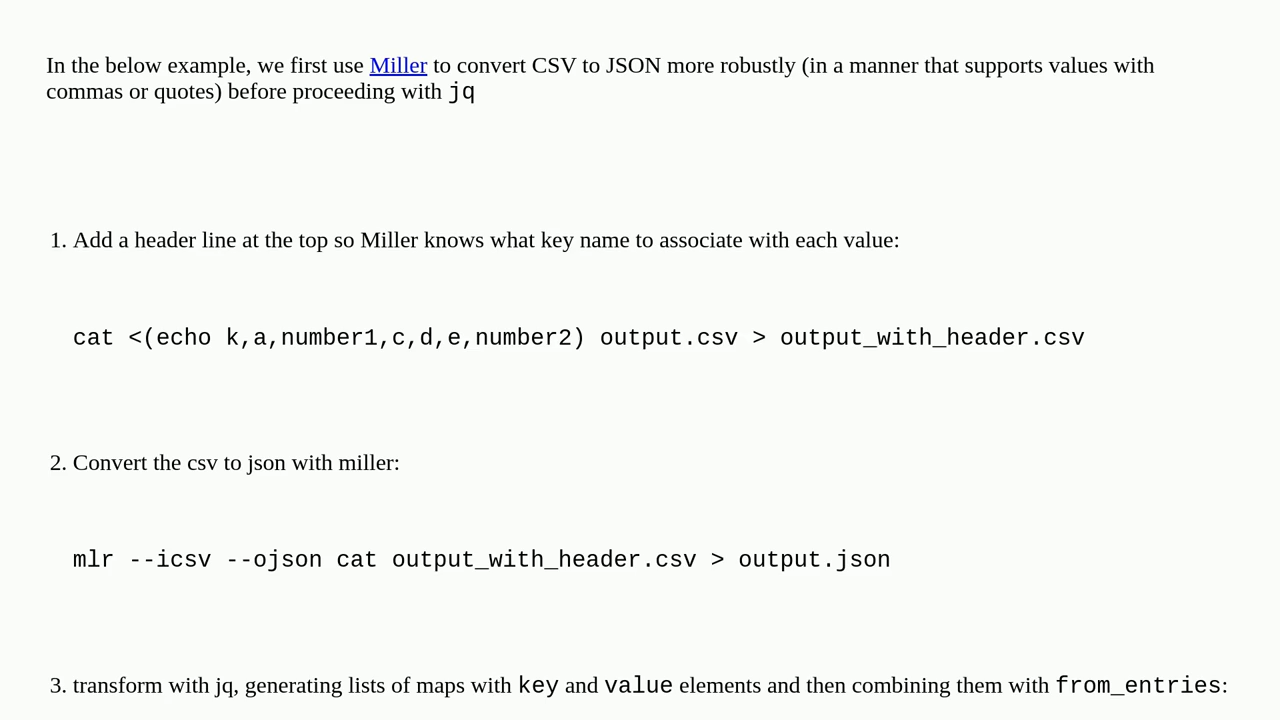 In the below example, we first use Miller to convert CSV to JSON more robustly (in a manner that supports values with
commas or quotes) before proceeding with jq
1. Add a header line at the top so Miller knows what key name to associate with each value:
cat <(echo k,a,number1,c,d,e,number2) output.csv > output_with_header.csv
2. Convert the csv to json with miller:
mlr --icsv --ojson cat output_with_header.csv > output.json
3. transform with jq, generating lists of maps with key and value elements and then combining them with from_entries: